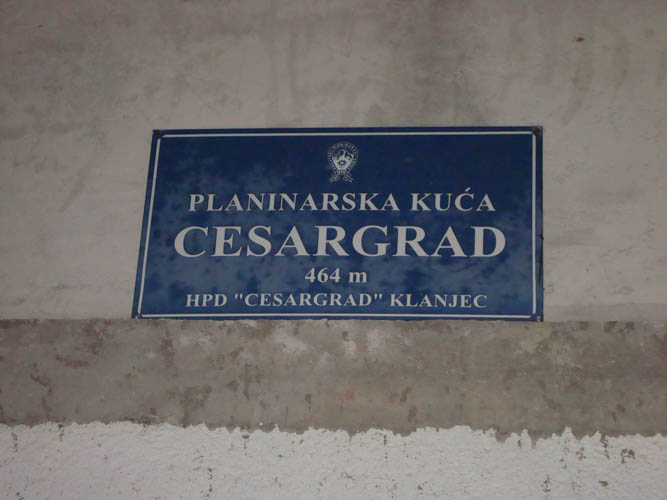 PLANINARSKA KUĆA
CESARGRAD
464 m
HPD "CESARGRAD" KLANJEC